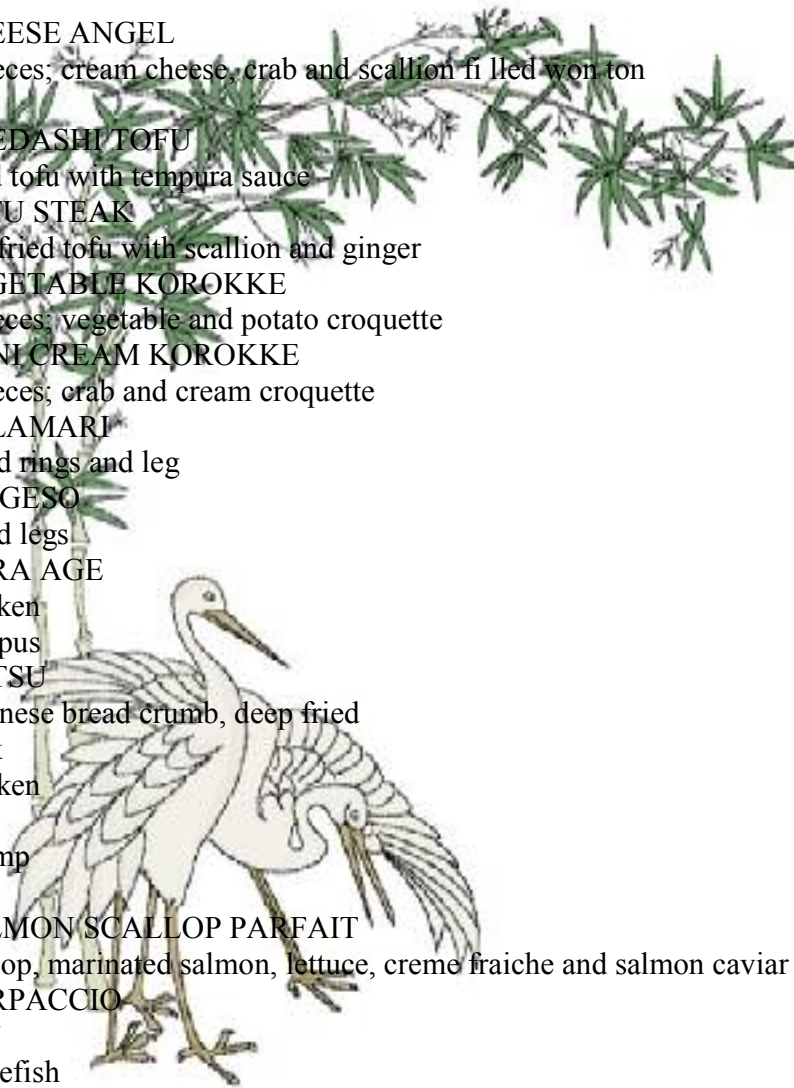 EESE ANGEL
eces; cream cheese, crab and scallion fi lled won ton
EDASHI TOFU
d tofu with tempura sauce
FU STEAK
fried tofu with scallion and ginger
GETABLE KOROKKE
eces; vegetable and potato croquette
NI CREAM KOROKKE
eces; crab and cream croquette
LAMARI
d rings and leg
GESO
d legs
RA AGE
ken
pus
TSU
nese bread crumb, deep fried
ken
mp
LMON SCALLOP PARFAIT
op, marinated salmon, lettuce, creme fraiche and salmon caviar
RPACCIO
efish